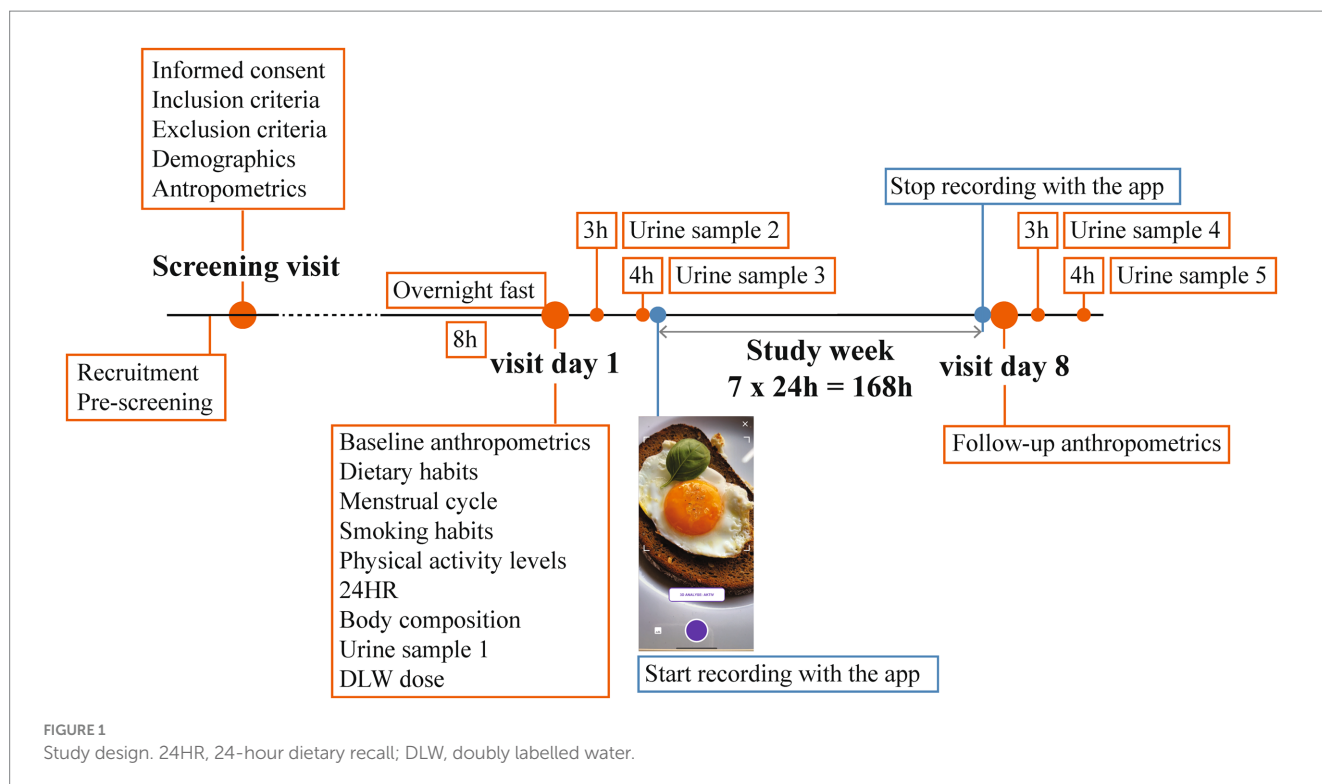 Informed consent
Inclusion criteria
Exclusion criteria
Demographics
Antropometrics
Screening visit
Recruitment
Pre-screening
Overnight fast
8h
visit day 1
Baseline anthropometrics
Dietary habits
Menstrual cycle
Smoking habits
Physical activity levels
24HR
Body composition
Urine sample 1
DLW dose
3h Urine sample 2
4h Urine sample 3
Start recording with the app
Study week
7 x 24h = 168h
Stop recording with the app
visit day 8
Follow-up anthropometrics
3h Urine sample 4
4h Urine sample 5
FIGURE 1
Study design. 24HR, 24-hour dietary recall; DLW, doubly labelled water.